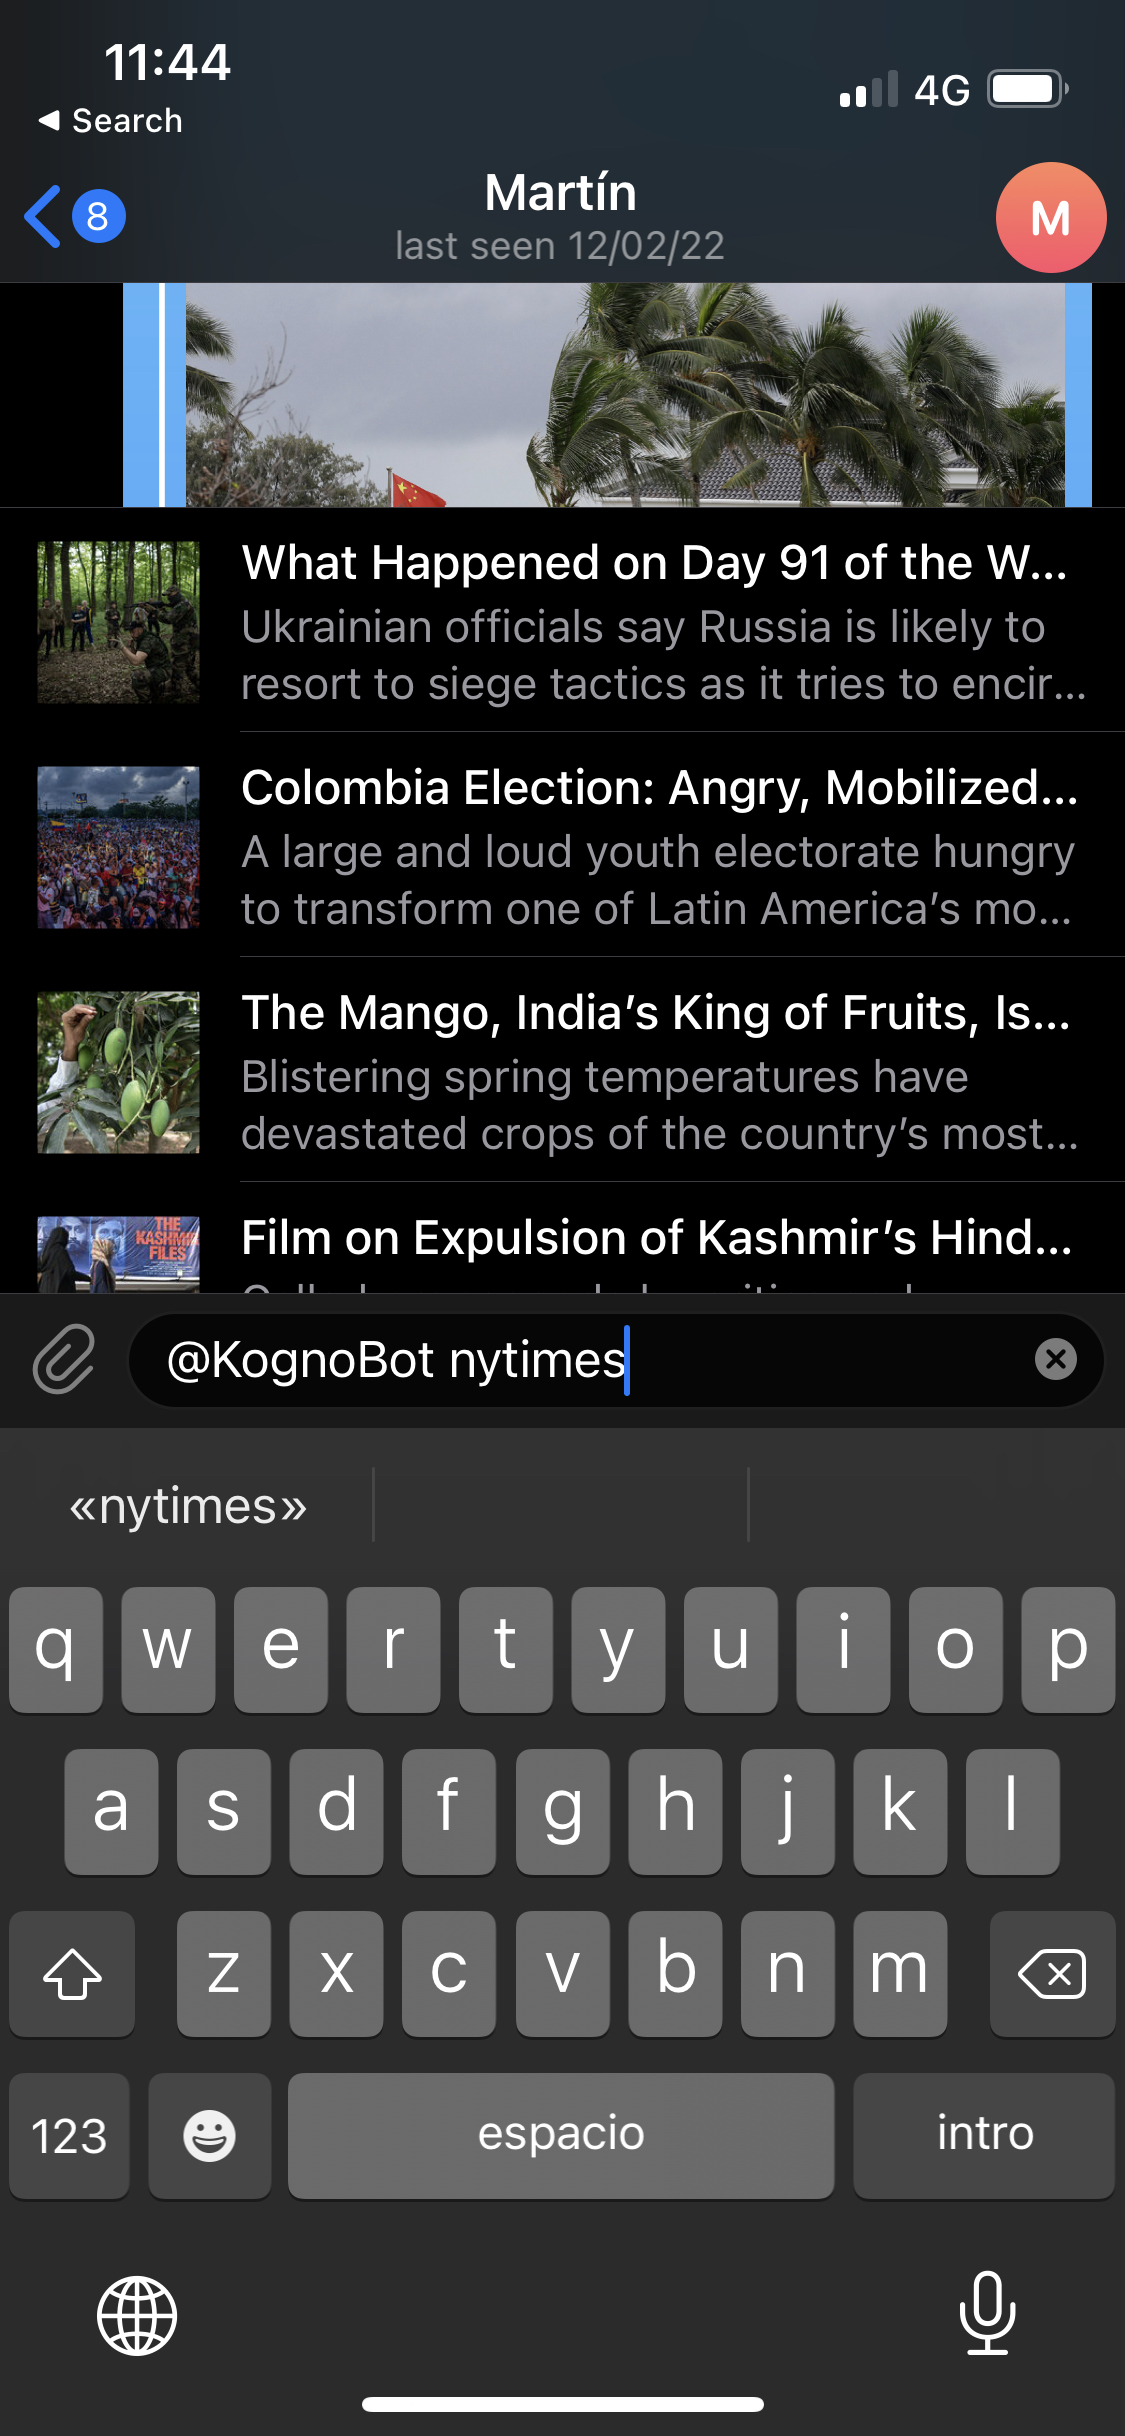 11:44
4G
Search
8
Martín
last seen 12/02/22
M
What Happened on Day 91 of the W...
Ukrainian officials say Russia is likely to
resort to siege tactics as it tries to encir...
Colombia Election: Angry, Mobilized...
A large and loud youth electorate hungry
to transform one of Latin America’s mo...
The Mango, India’s King of Fruits, Is...
Blistering spring temperatures have
devastated crops of the country’s most...
THE
KASHMIR
FILES
Film on Expulsion of Kashmir’s Hind...
@KognoBot nytimes
«nytimes»
q w e r t y u i o p
a s d f g h j k l
z x c v b n m
123 espacio intro